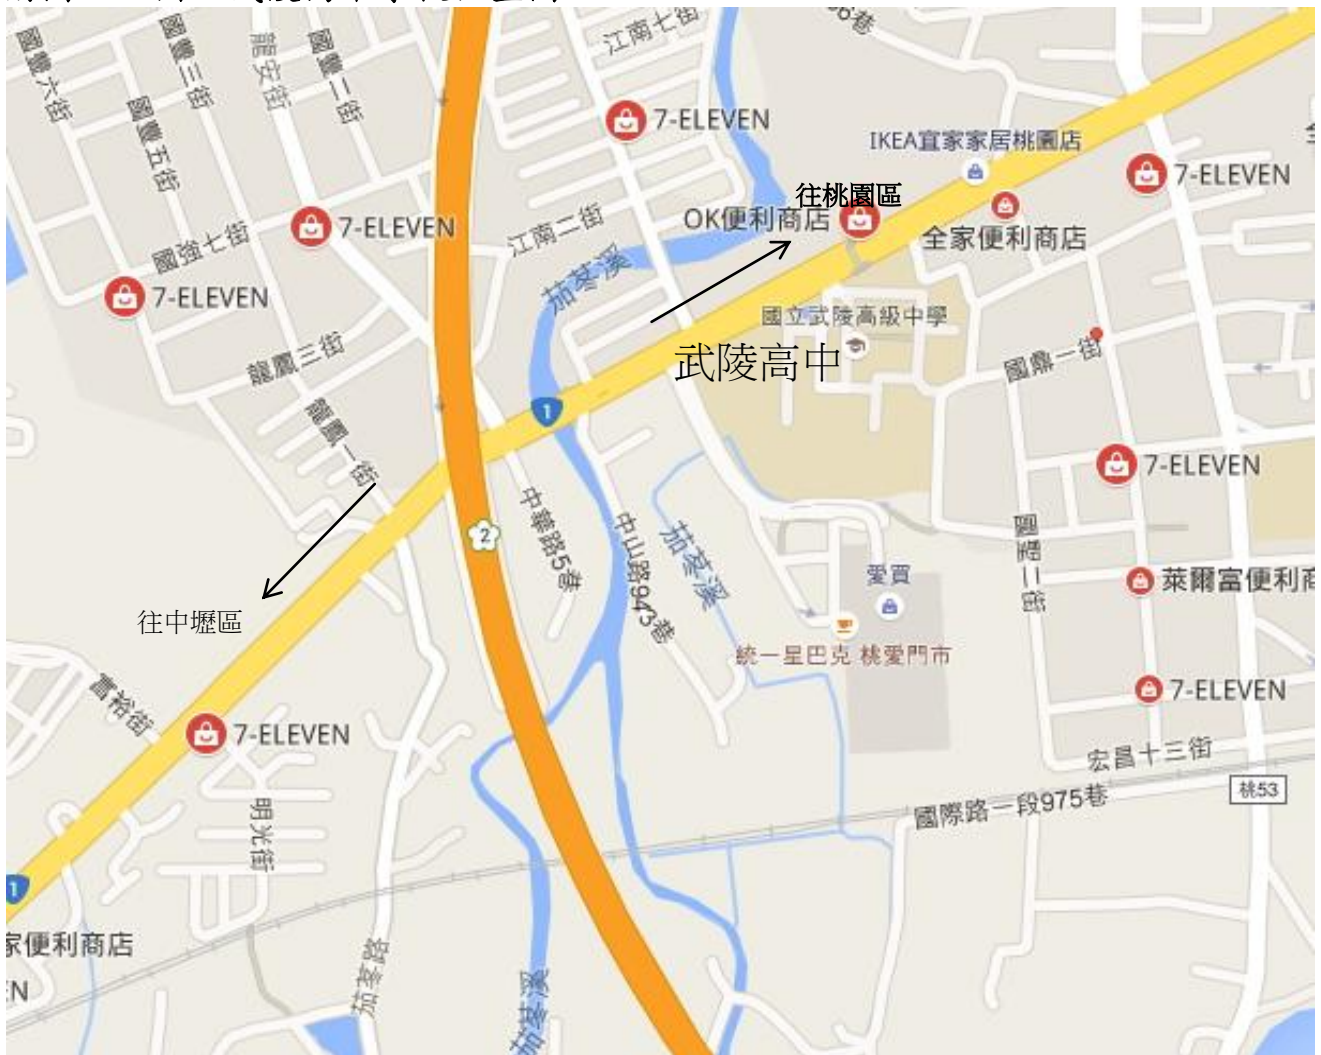 江南七街
國豐六街
國豐三街
龍安街
國豐二街
國豐五街
7-ELEVEN
IKEA宜家家居桃園店
7-ELEVEN
往桃園區
OK便利商店
7-ELEVEN
江南二街
國強七街
全家便利商店
茄苳溪
7-ELEVEN
國立武陵高級中學
武陵高中
龍鳳三街
國鼎一街
1
龍鳳一街
7-ELEVEN
2
中華路5巷
中山路943巷
茄苳溪
國聖二街
愛買
萊爾富便利商
往中壢區
統一星巴克 桃愛門市
富裕街
7-ELEVEN
7-ELEVEN
宏昌十三街
桃53
國際路一段975巷
明光街
1
家便利商店
EN
茄苳路
茄苳溪